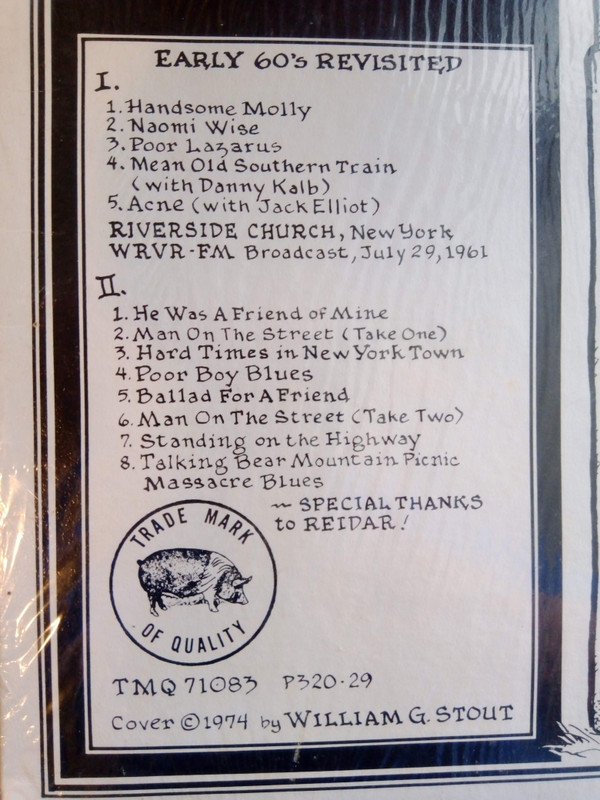 EARLY 60's REVISITED
I.
1. Handsome Molly
2. Naomi Wise
3. Poor Lazarus
4. Mean Old Southern Train
(with Danny Kalb)
5. Acne (with Jack Elliot)
RIVERSIDE CHURCH, New York
WRVR-FM Broadcast, July 29, 1961
II.
1. He Was A Friend of Mine
2. Man On The Street (Take One)
3. Hard Times in New York Town
4. Poor Boy Blues
5. Ballad For A Friend
6. Man On The Street (Take Two)
7. Standing on the Highway
8. Talking Bear Mountain Picnic
Massacre Blues
~ SPECIAL THANKS
to REIDAR!
TRADE MARK
OF QUALITY
TMQ 71083 P320·29
Cover ©1974 by WILLIAM G. STOUT